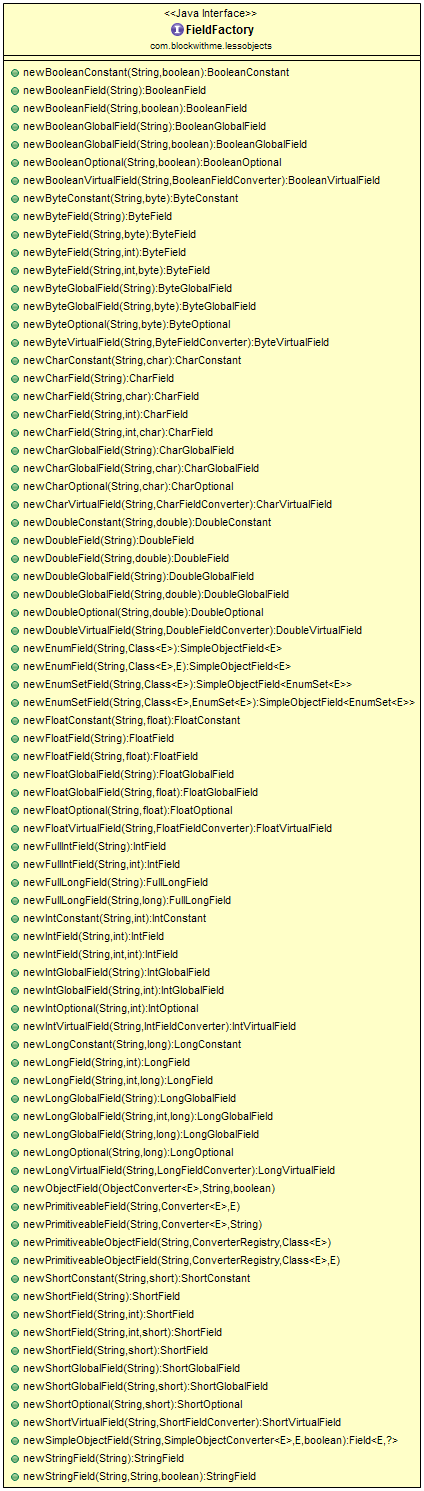 <<Java Interface>>
FieldFactory
com.blockwithme.lessobjects
newBooleanConstant(String,boolean):BooleanConstant
newBooleanField(String):BooleanField
newBooleanField(String,boolean):BooleanField
newBooleanGlobalField(String):BooleanGlobalField
newBooleanGlobalField(String,boolean):BooleanGlobalField
newBooleanOptional(String,boolean):BooleanOptional
newBooleanVirtualField(String,BooleanFieldConverter):BooleanVirtualField
newByteConstant(String,byte):ByteConstant
newByteField(String):ByteField
newByteField(String,byte):ByteField
newByteField(String,int):ByteField
newByteField(String,int,byte):ByteField
newByteGlobalField(String):ByteGlobalField
newByteGlobalField(String,byte):ByteGlobalField
newByteOptional(String,byte):ByteOptional
newByteVirtualField(String,ByteFieldConverter):ByteVirtualField
newCharConstant(String,char):CharConstant
newCharField(String):CharField
newCharField(String,char):CharField
newCharField(String,int):CharField
newCharField(String,int,char):CharField
newCharGlobalField(String):CharGlobalField
newCharGlobalField(String,char):CharGlobalField
newCharOptional(String,char):CharOptional
newCharVirtualField(String,CharFieldConverter):CharVirtualField
newDoubleConstant(String,double):DoubleConstant
newDoubleField(String):DoubleField
newDoubleField(String,double):DoubleField
newDoubleGlobalField(String):DoubleGlobalField
newDoubleGlobalField(String,double):DoubleGlobalField
newDoubleOptional(String,double):DoubleOptional
newDoubleVirtualField(String,DoubleFieldConverter):DoubleVirtualField
newEnumField(String,Class<E>):SimpleObjectField<E>
newEnumField(String,Class<E>,E):SimpleObjectField<E>
newEnumSetField(String,Class<E>):SimpleObjectField<EnumSet<E>>
newEnumSetField(String,Class<E>,EnumSet<E>):SimpleObjectField<EnumSet<E>>
newFloatConstant(String,float):FloatConstant
newFloatField(String):FloatField
newFloatField(String,float):FloatField
newFloatGlobalField(String):FloatGlobalField
newFloatGlobalField(String,float):FloatGlobalField
newFloatOptional(String,float):FloatOptional
newFloatVirtualField(String,FloatFieldConverter):FloatVirtualField
newFullIntField(String):IntField
newFullIntField(String,int):IntField
newFullLongField(String):FullLongField
newFullLongField(String,long):FullLongField
newIntConstant(String,int):IntConstant
newIntField(String,int):IntField
newIntField(String,int,int):IntField
newIntGlobalField(String):IntGlobalField
newIntGlobalField(String,int):IntGlobalField
newIntOptional(String,int):IntOptional
newIntVirtualField(String,IntFieldConverter):IntVirtualField
newLongConstant(String,long):LongConstant
newLongField(String,int):LongField
newLongField(String,int,long):LongField
newLongGlobalField(String):LongGlobalField
newLongGlobalField(String,int,long):LongGlobalField
newLongGlobalField(String,long):LongGlobalField
newLongOptional(String,long):LongOptional
newLongVirtualField(String,LongFieldConverter):LongVirtualField
newObjectField(ObjectConverter<E>,String,boolean)
newPrimitiveableField(String,Converter<E>,E)
newPrimitiveableField(String,Converter<E>,String)
newPrimitiveableObjectField(String,ConverterRegistry,Class<E>)
newPrimitiveableObjectField(String,ConverterRegistry,Class<E>,E)
newShortConstant(String,short):ShortConstant
newShortField(String):ShortField
newShortField(String,int):ShortField
newShortField(String,int,short):ShortField
newShortField(String,short):ShortField
newShortGlobalField(String):ShortGlobalField
newShortGlobalField(String,short):ShortGlobalField
newShortOptional(String,short):ShortOptional
newShortVirtualField(String,ShortFieldConverter):ShortVirtualField
newSimpleObjectField(String,SimpleObjectConverter<E>,E,boolean):Field<E,?>
newStringField(String):StringField
newStringField(String,String,boolean):StringField